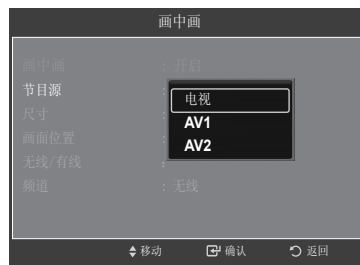 画中画
画中画 : 开启
节目源 :
电视
尺寸 :
AV1
画面位置 :
AV2
无线/有线 :
频道 : 无线
移动 确认 返回